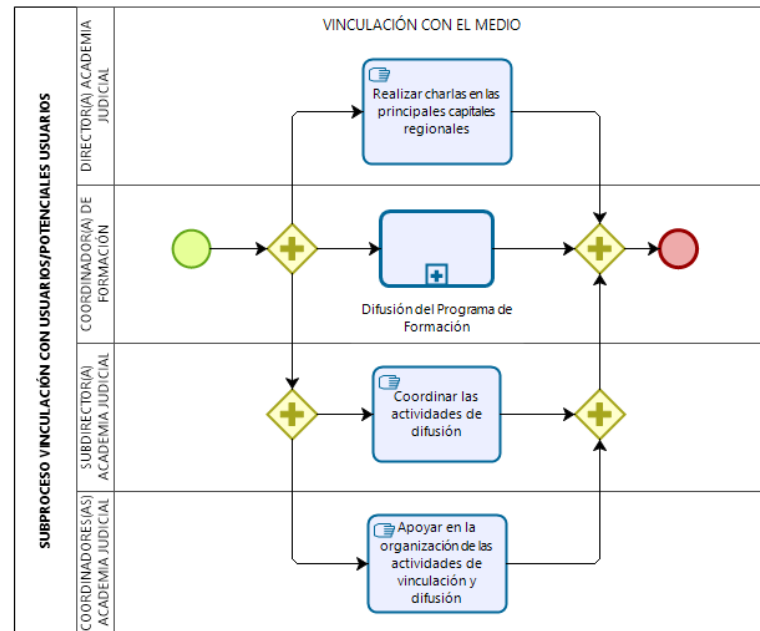 SUBPROCESO VINCULACIÓN CON USUARIOS/POTENCIALES USUARIOS
VINCULACIÓN CON EL MEDIO
DIRECTOR(A) ACADEMIA
JUDICIAL
Realizar charlas en las
principales capitales
regionales
COORDINADOR(A) DE
FORMACIÓN
Difusión del Programa de
Formación
SUBDIRECTOR(A)
ACADEMIA JUDICIAL
Coordinar las
actividades de
difusión
COORDINADORES(AS)
ACADEMIA JUDICIAL
Apoyar en la
organización de las
actividades de
vinculación y
difusión